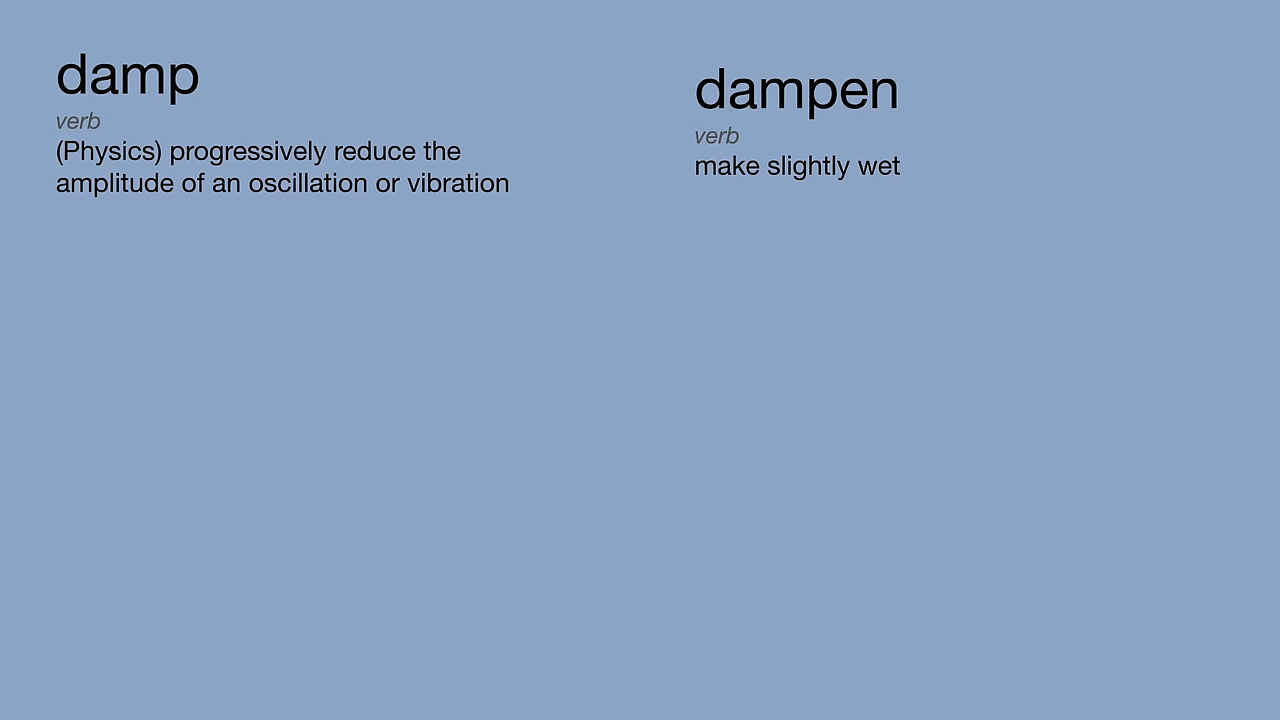 damp
verb
(Physics) progressively reduce the
amplitude of an oscillation or vibration
dampen
verb
make slightly wet